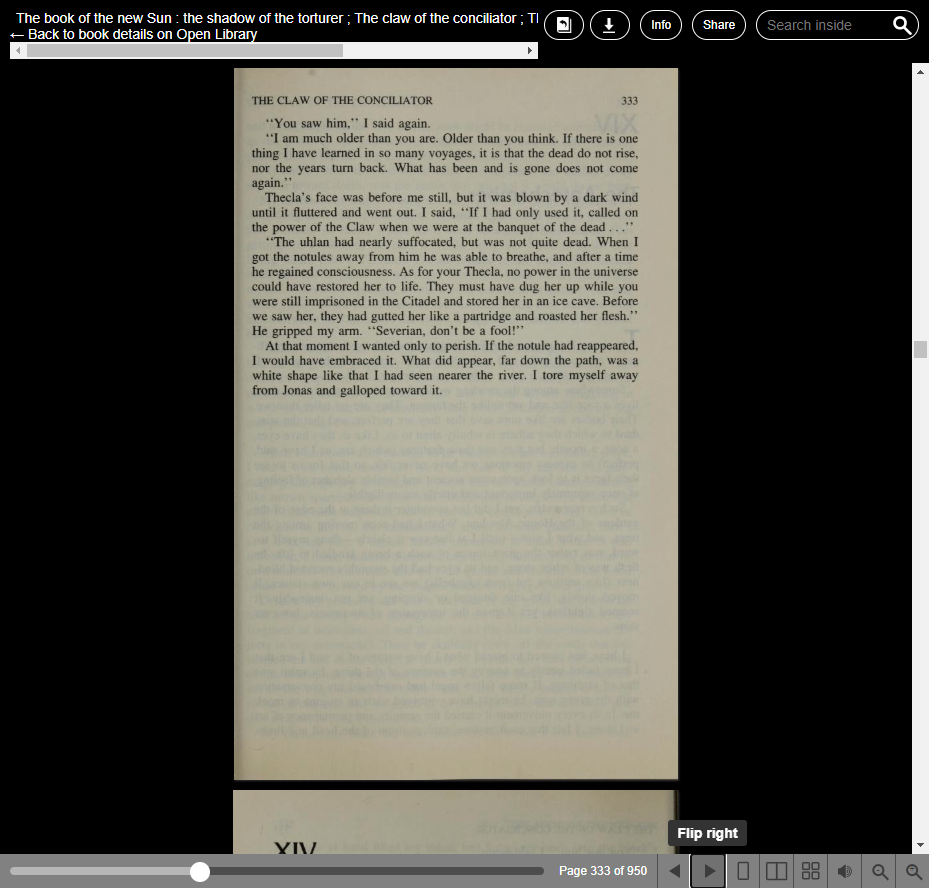 The book of the new Sun : the shadow of the torturer ; The claw of the conciliator ; Tl
← Back to book details on Open Library
Info
Share
Search inside
THE CLAW OF THE CONCILIATOR 333
“You saw him,” I said again.
“I am much older than you are. Older than you think. If there is one
thing I have learned in so many voyages, it is that the dead do not rise,
nor the years turn back. What has been and is gone does not come
again.”
Thecla’s face was before me still, but it was blown by a dark wind
until it fluttered and went out. I said, “If I had only used it, called on
the power of the Claw when we were at the banquet of the dead . . .”
“The uhlan had nearly suffocated, but was not quite dead. When I
got the notules away from him he was able to breathe, and after a time
he regained consciousness. As for your Thecla, no power in the universe
could have restored her to life. They must have dug her up while you
were still imprisoned in the Citadel and stored her in an ice cave. Before
we saw her, they had gutted her like a partridge and roasted her flesh.”
He gripped my arm. “Severian, don’t be a fool!”
At that moment I wanted only to perish. If the notule had reappeared,
I would have embraced it. What did appear, far down the path, was a
white shape like that I had seen nearer the river. I tore myself away
from Jonas and galloped toward it.
XIV
Flip right
Page 333 of 950